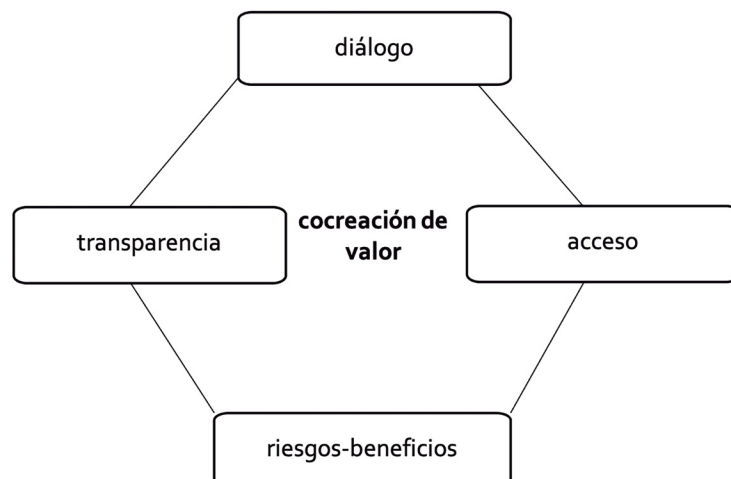 diálogo
transparencia
cocreación de
valor
acceso
riesgos-beneficios